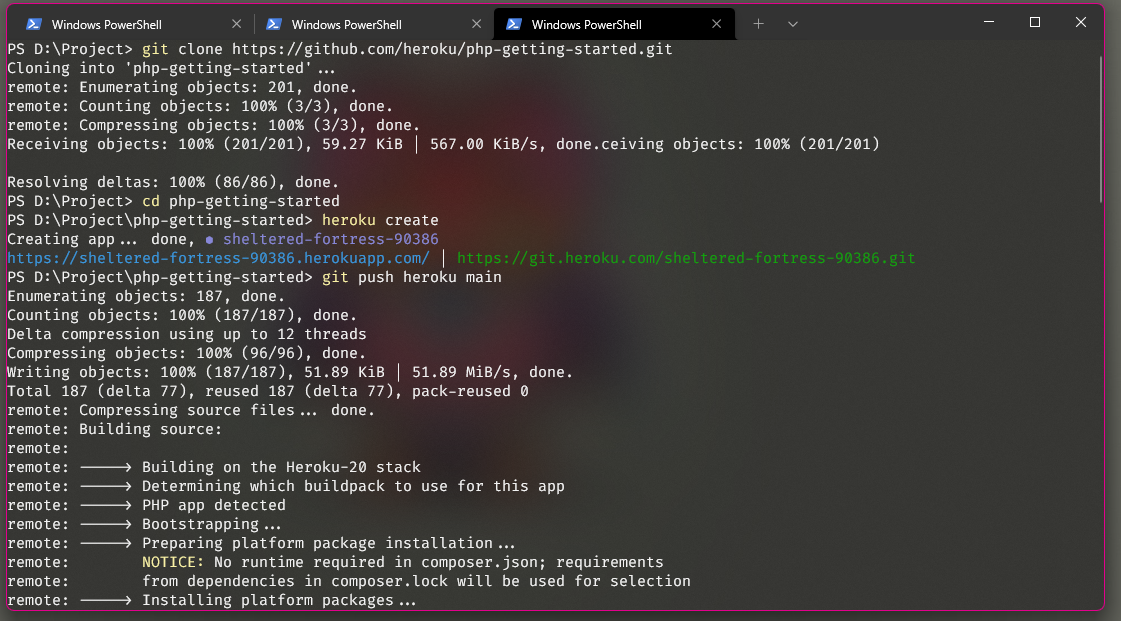 Windows PowerShell
Windows PowerShell
Windows PowerShell
PS D:\Project> git clone https://github.com/heroku/php-getting-started.git
Cloning into 'php-getting-started'...
remote: Enumerating objects: 201, done.
remote: Counting objects: 100% (3/3), done.
remote: Compressing objects: 100% (3/3), done.
Receiving objects: 100% (201/201), 59.27 KiB | 567.00 KiB/s, done.ceiving objects: 100% (201/201)
Resolving deltas: 100% (86/86), done.
PS D:\Project> cd php-getting-started
PS D:\Project\php-getting-started> heroku create
Creating app... done, ⬢ sheltered-fortress-90386
https://sheltered-fortress-90386.herokuapp.com/ | https://git.heroku.com/sheltered-fortress-90386.git
PS D:\Project\php-getting-started> git push heroku main
Enumerating objects: 187, done.
Counting objects: 100% (187/187), done.
Delta compression using up to 12 threads
Compressing objects: 100% (96/96), done.
Writing objects: 100% (187/187), 51.89 KiB | 51.89 MiB/s, done.
Total 187 (delta 77), reused 187 (delta 77), pack-reused 0
remote: Compressing source files... done.
remote: Building source:
remote:
remote: -----> Building on the Heroku-20 stack
remote: -----> Determining which buildpack to use for this app
remote: -----> PHP app detected
remote: -----> Bootstrapping...
remote: -----> Preparing platform package installation...
remote:        NOTICE: No runtime required in composer.json; requirements
remote:        from dependencies in composer.lock will be used for selection
remote: -----> Installing platform packages...